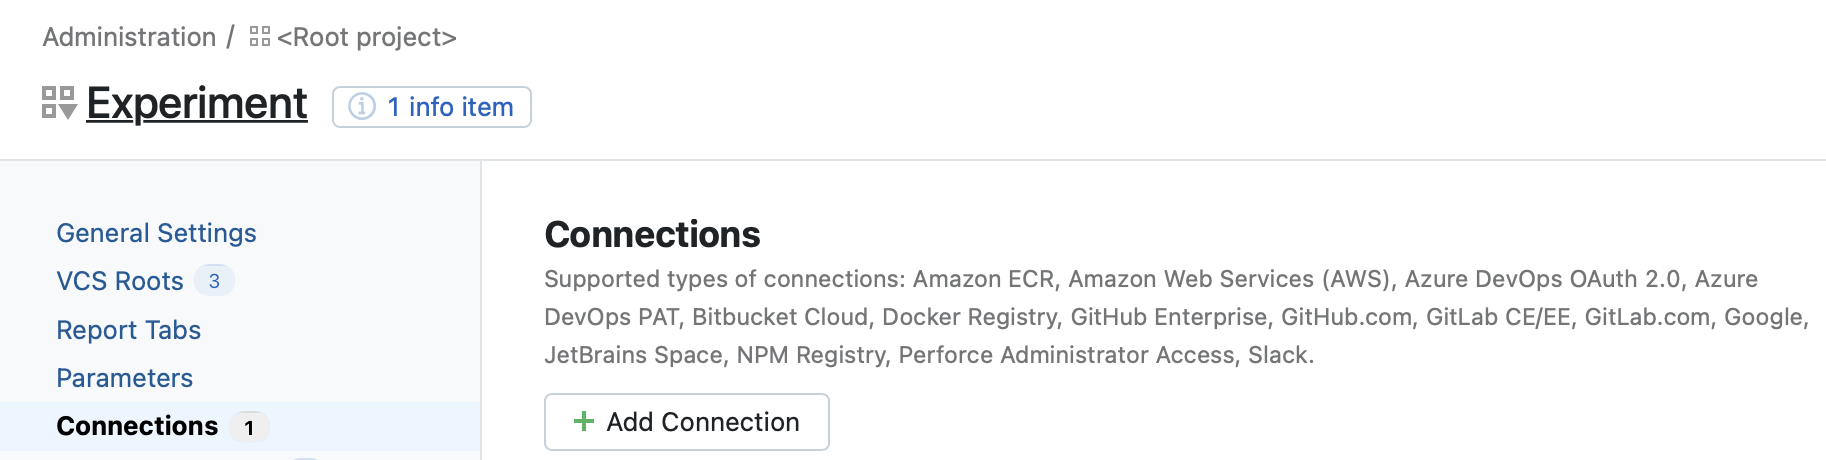 Administration / <Root project>
Experiment 1 info item
General Settings
VCS Roots 3
Report Tabs
Parameters
Connections 1
Connections
Supported types of connections: Amazon ECR, Amazon Web Services (AWS), Azure DevOps OAuth 2.0, Azure
DevOps PAT, Bitbucket Cloud, Docker Registry, GitHub Enterprise, GitHub.com, GitLab CE/EE, GitLab.com, Google,
JetBrains Space, NPM Registry, Perforce Administrator Access, Slack.
+ Add Connection